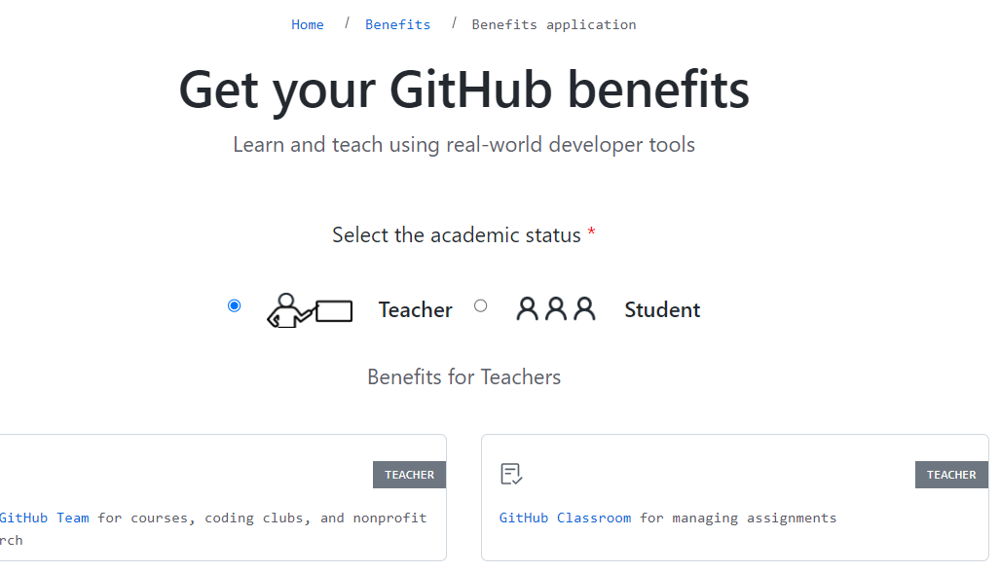 Home / Benefits / Benefits application
Get your GitHub benefits
Learn and teach using real-world developer tools
Select the academic status *
Teacher Student
Benefits for Teachers
TEACHER
GitHub Team for courses, coding clubs, and nonprofit
TEACHER
GitHub Classroom for managing assignments